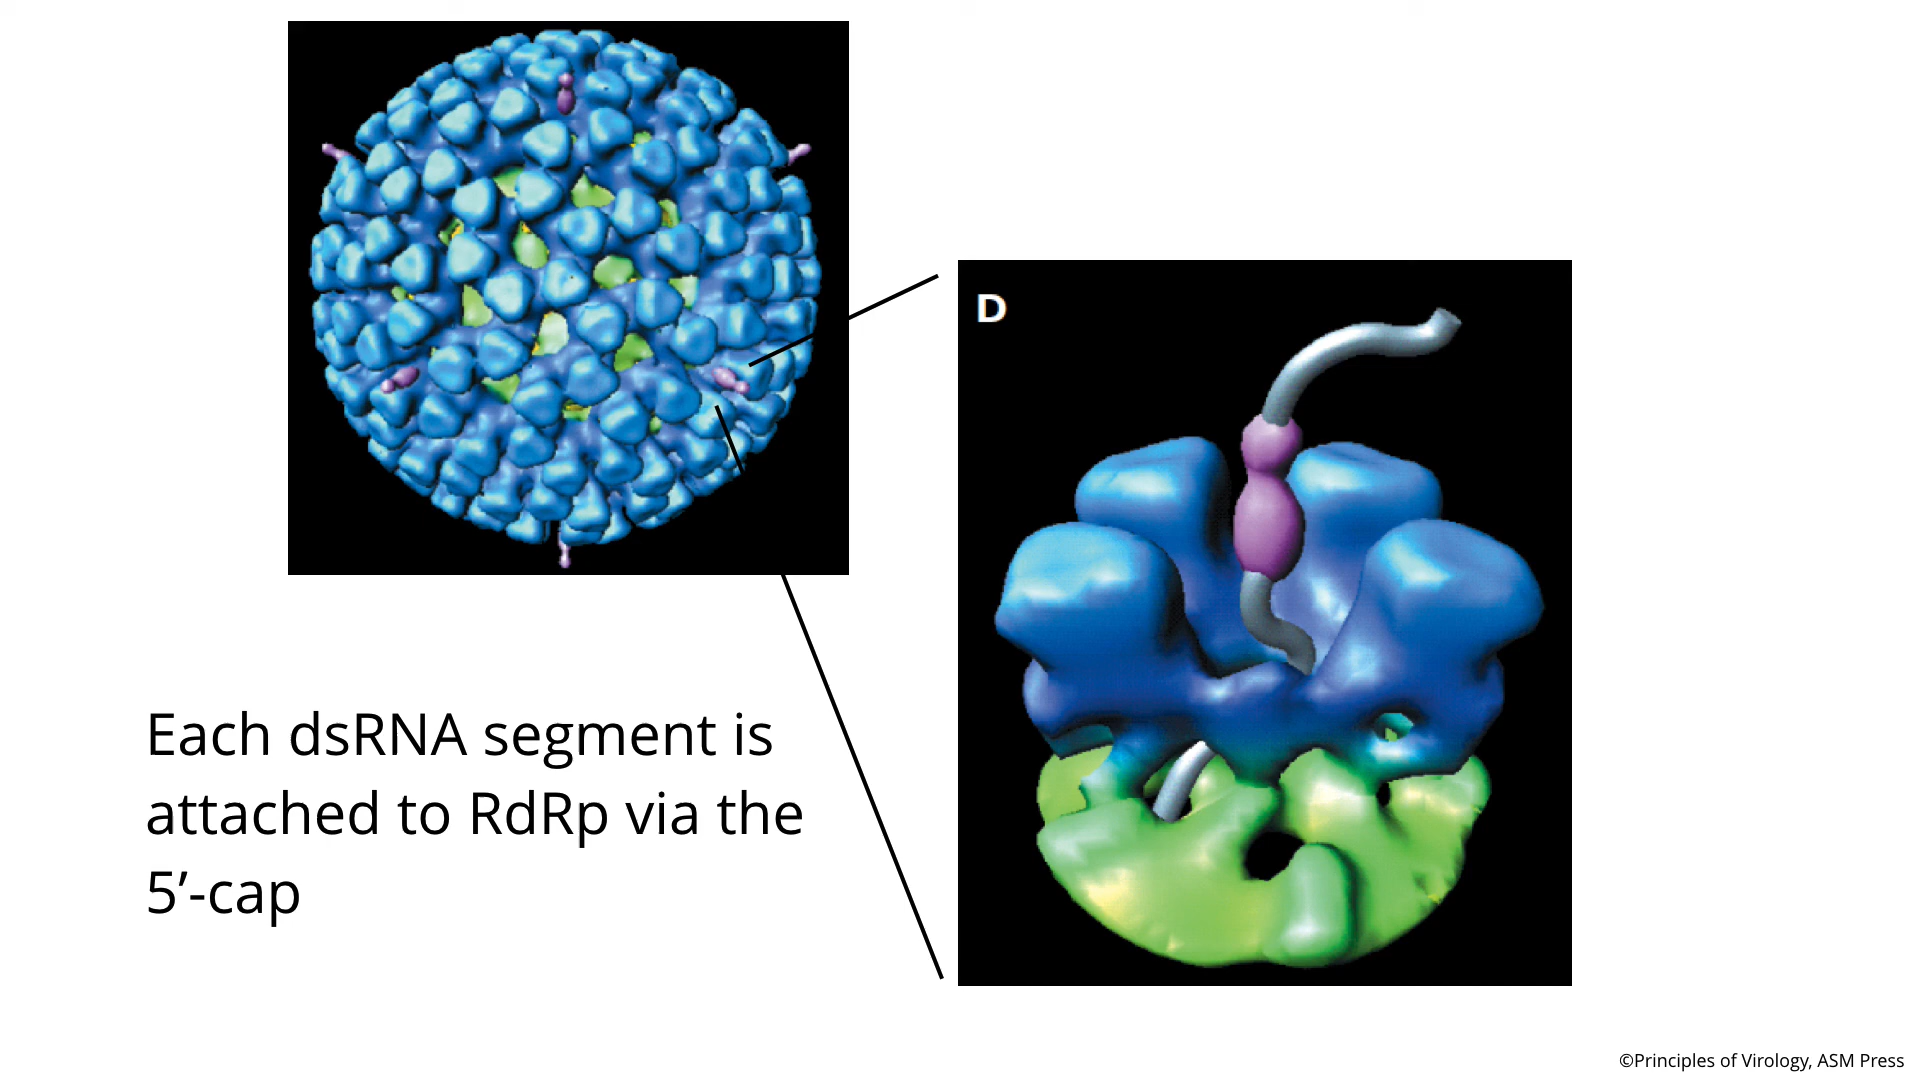 D
Each dsRNA segment is
attached to RdRp via the
5’-cap
©Principles of Virology, ASM Press